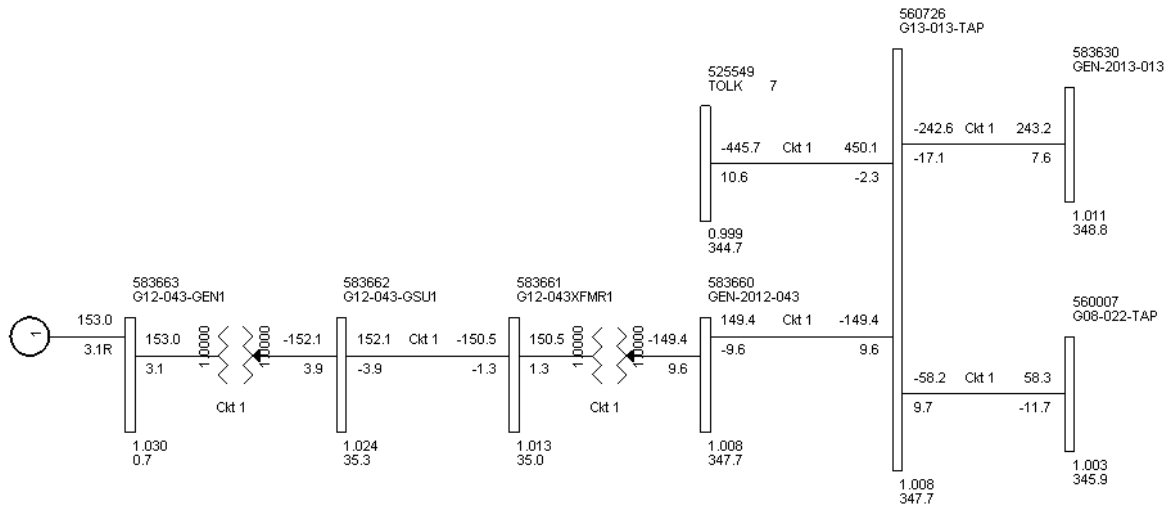 560726
G13-013-TAP
583630
GEN-2013-013
525549
TOLK 7
-445.7 Ckt 1 450.1
10.6 -2.3
-242.6 Ckt 1 243.2
-17.1 7.6
0.999
344.7
1.011
348.8
583663
G12-043-GEN1
583662
G12-043-GSU1
583661
G12-043XFMR1
583660
GEN-2012-043
560007
G08-022-TAP
1
153.0
3.1R
153.0
3.1
1.0000
1.0000
-152.1
3.9
Ckt 1
152.1 Ckt 1 -150.5
-3.9 -1.3
150.5
1.3
1.0000
1.0000
-149.4
9.6
Ckt 1
149.4 Ckt 1 -149.4
-9.6 9.6
-58.2 Ckt 1 58.3
9.7 -11.7
1.030
0.7
1.024
35.3
1.013
35.0
1.008
347.7
1.008
347.7
1.003
345.9